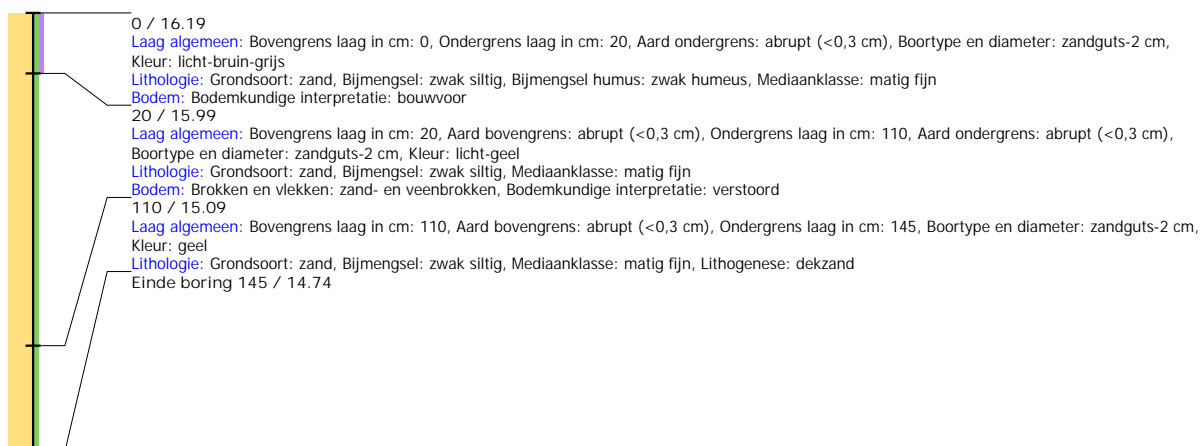 0 / 16.19
Laag algemeen: Bovengrens laag in cm: 0, Ondergrens laag in cm: 20, Aard ondergrens: abrupt (<0,3 cm), Boortype en diameter: zandguts-2 cm,
Kleur: licht-bruin-grijs
Lithologie: Grondsoort: zand, Bijmengsel: zwak siltig, Bijmengsel humus: zwak humeus, Mediaanklasse: matig fijn
Bodem: Bodemkundige interpretatie: bouwvoor
20 / 15.99
Laag algemeen: Bovengrens laag in cm: 20, Aard bovengrens: abrupt (<0,3 cm), Ondergrens laag in cm: 110, Aard ondergrens: abrupt (<0,3 cm),
Boortype en diameter: zandguts-2 cm, Kleur: licht-geel
Lithologie: Grondsoort: zand, Bijmengsel: zwak siltig, Mediaanklasse: matig fijn
Bodem: Brokken en vlekken: zand- en veenbrokken, Bodemkundige interpretatie: verstoord
110 / 15.09
Laag algemeen: Bovengrens laag in cm: 110, Aard bovengrens: abrupt (<0,3 cm), Ondergrens laag in cm: 145, Boortype en diameter: zandguts-2 cm,
Kleur: geel
Lithologie: Grondsoort: zand, Bijmengsel: zwak siltig, Mediaanklasse: matig fijn, Lithogenese: dekzand
Einde boring 145 / 14.74